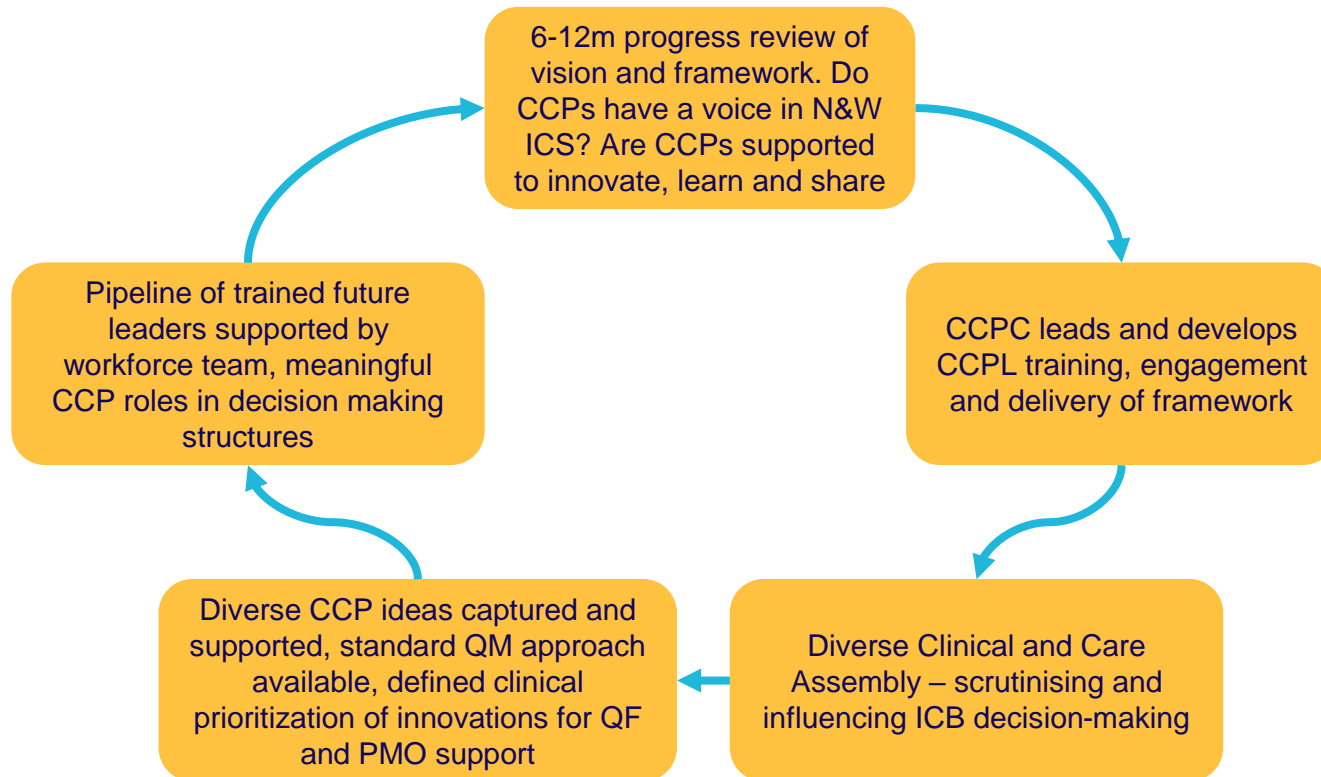 6-12m progress review of
vision and framework. Do
CCPs have a voice in N&W
ICS? Are CCPs supported
to innovate, learn and share
CCPC leads and develops
CCPL training, engagement
and delivery of framework
Diverse Clinical and Care
Assembly – scrutinising and
influencing ICB decision-making
Diverse CCP ideas captured and
supported, standard QM approach
available, defined clinical
prioritization of innovations for QF
and PMO support
Pipeline of trained future
leaders supported by
workforce team, meaningful
CCP roles in decision making
structures